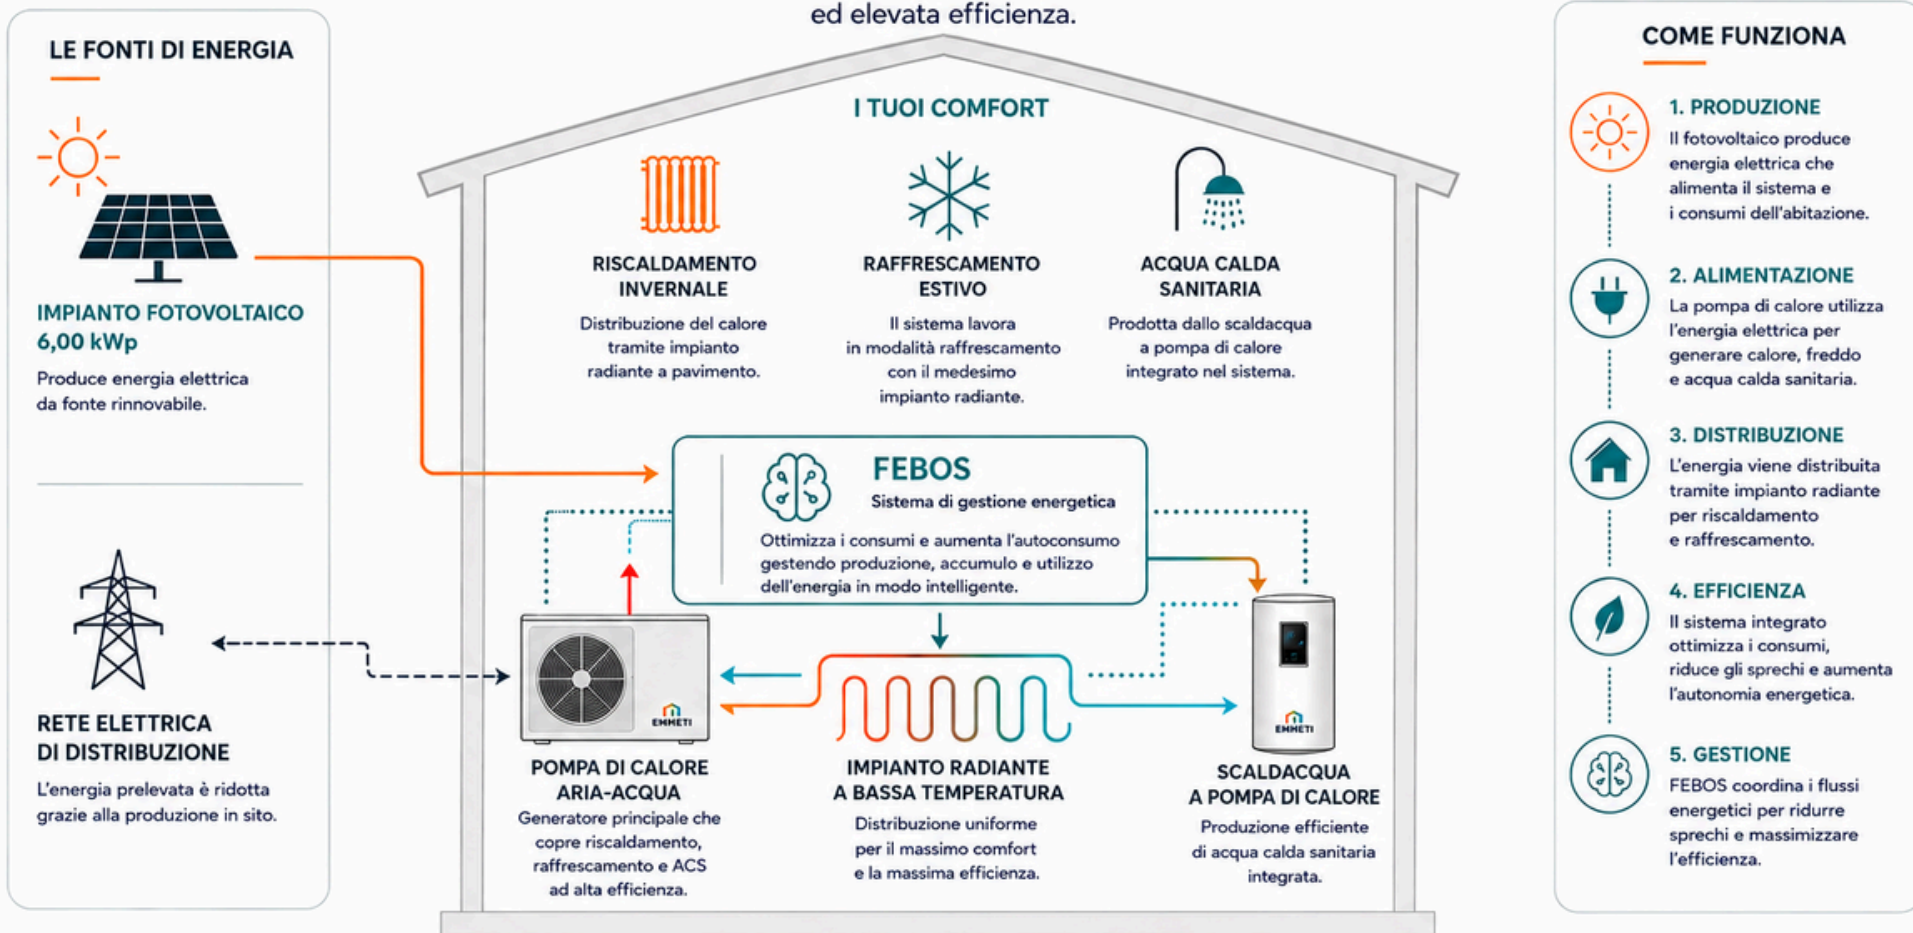 ed elevata efficienza.
LE FONTI DI ENERGIA
IMPIANTO FOTOVOLTAICO
6,00 kWp
Produce energia elettrica
da fonte rinnovabile.
RETE ELETTRICA
DI DISTRIBUZIONE
L'energia prelevata è ridotta
grazie alla produzione in sito.
I TUOI COMFORT
RISCALDAMENTO
INVERNALE
Distribuzione del calore
tramite impianto
radiante a pavimento.
RAFFRESCAMENTO
ESTIVO
Il sistema lavora
in modalità raffrescamento
con il medesimo
impianto radiante.
ACQUA CALDA
SANITARIA
Prodotta dallo scaldacqua
a pompa di calore
integrato nel sistema.
FEBOS
Sistema di gestione energetica
Ottimizza i consumi e aumenta l'autoconsumo
gestendo produzione, accumulo e utilizzo
dell'energia in modo intelligente.
EMMETI
POMPA DI CALORE
ARIA-ACQUA
Generatore principale che
copre riscaldamento,
raffrescamento e ACS
ad alta efficienza.
IMPIANTO RADIANTE
A BASSA TEMPERATURA
Distribuzione uniforme
per il massimo comfort
e la massima efficienza.
EMMETI
SCALDACQUA
A POMPA DI CALORE
Produzione efficiente
di acqua calda sanitaria
integrata.
COME FUNZIONA
1. PRODUZIONE
Il fotovoltaico produce
energia elettrica che
alimenta il sistema e
i consumi dell'abitazione.
2. ALIMENTAZIONE
La pompa di calore utilizza
l'energia elettrica per
generare calore, freddo
e acqua calda sanitaria.
3. DISTRIBUZIONE
L'energia viene distribuita
tramite impianto radiante
per riscaldamento
e raffrescamento.
4. EFFICIENZA
Il sistema integrato
ottimizza i consumi,
riduce gli sprechi e aumenta
l'autonomia energetica.
5. GESTIONE
FEBOS coordina i flussi
energetici per ridurre
sprechi e massimizzare
l'efficienza.